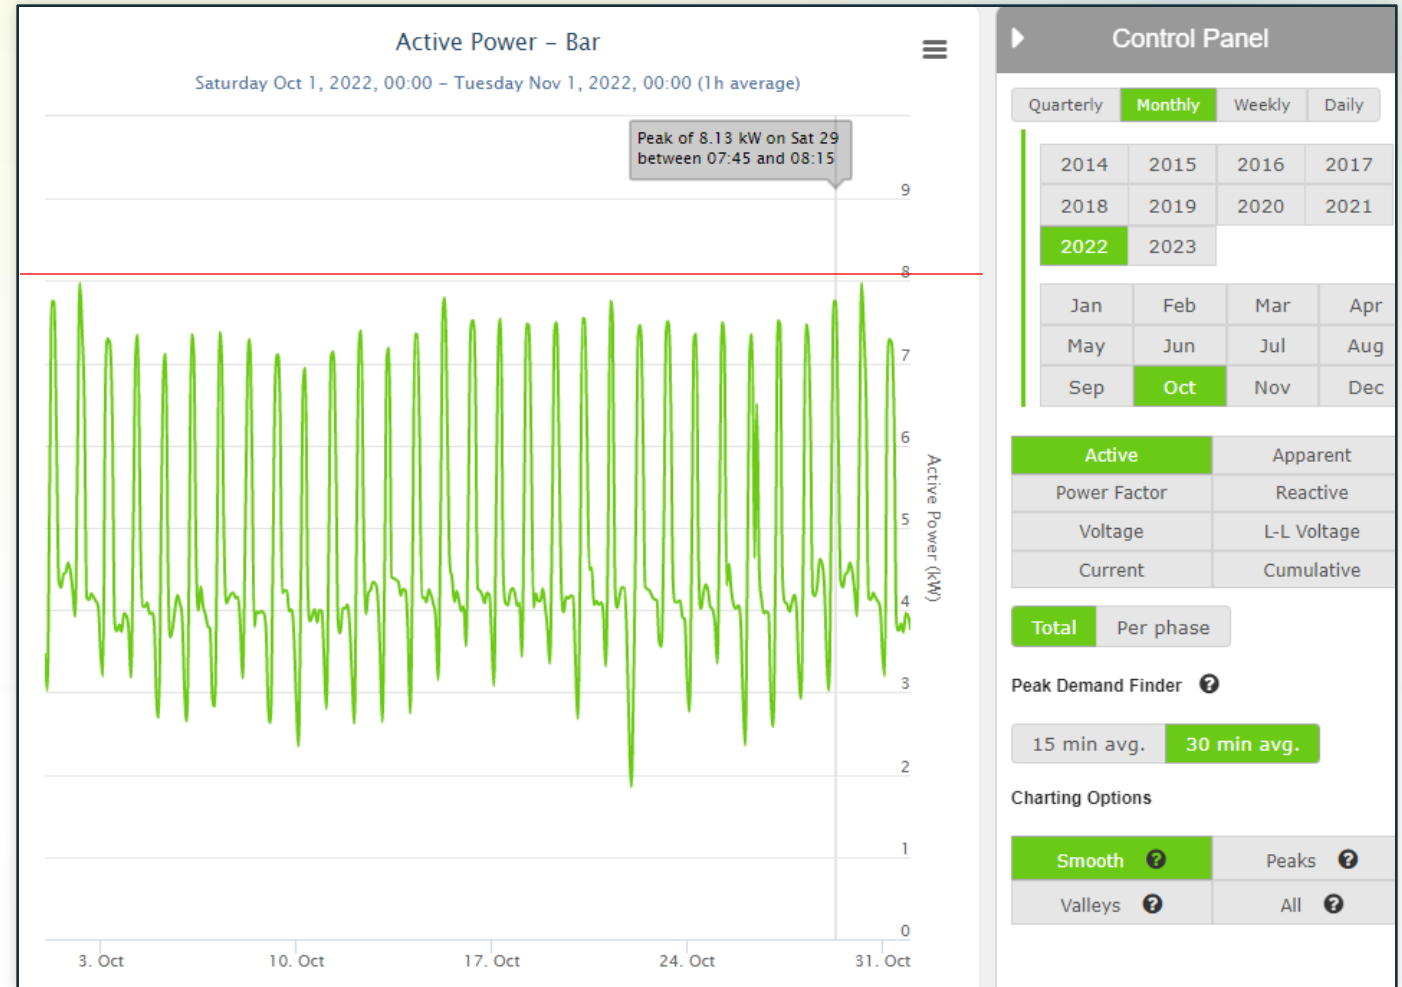 Active Power – Bar
Saturday Oct 1, 2022, 00:00 – Tuesday Nov 1, 2022, 00:00 (1h average)
Peak of 8.13 kW on Sat 29
between 07:45 and 08:15
9
8
7
6
5
4
3
2
1
0
Active Power (kW)
3. Oct
10. Oct
17. Oct
24. Oct
31. Oct
Control Panel
Quarterly Monthly Weekly Daily
2014 2015 2016 2017
2018 2019 2020 2021
2022 2023
Jan Feb Mar Apr
May Jun Jul Aug
Sep Oct Nov Dec
Active Apparent
Power Factor Reactive
Voltage L-L Voltage
Current Cumulative
Total Per phase
Peak Demand Finder ?
15 min avg. 30 min avg.
Charting Options
Smooth ? Peaks ?
Valleys ? All ?